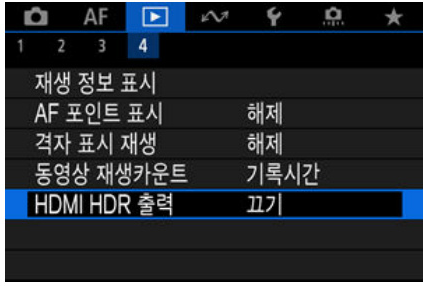 AF
1 2 3 4
재생 정보 표시
AF 포인트 표시 해제
격자 표시 재생 해제
동영상 재생카운트 기록시간
HDMI HDR 출력 끄기